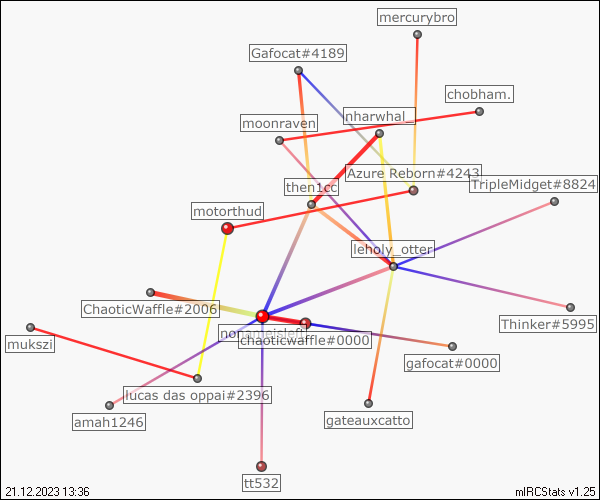 mercurybro
Gafocat#4189
chobham.
nharwhal_
moonraven
Azure Reborn#4243
TripleMidget#8824
then1cc
motorthud
leholy_otter
ChaoticWaffle#2006
Thinker#5995
nonameisleft
chaoticwaffle#0000
mukszi
gafocat#0000
lucas das oppai#2396
amah1246
gateauxcatto
tt532
21.12.2023 13:36
mIRCStats v1.25